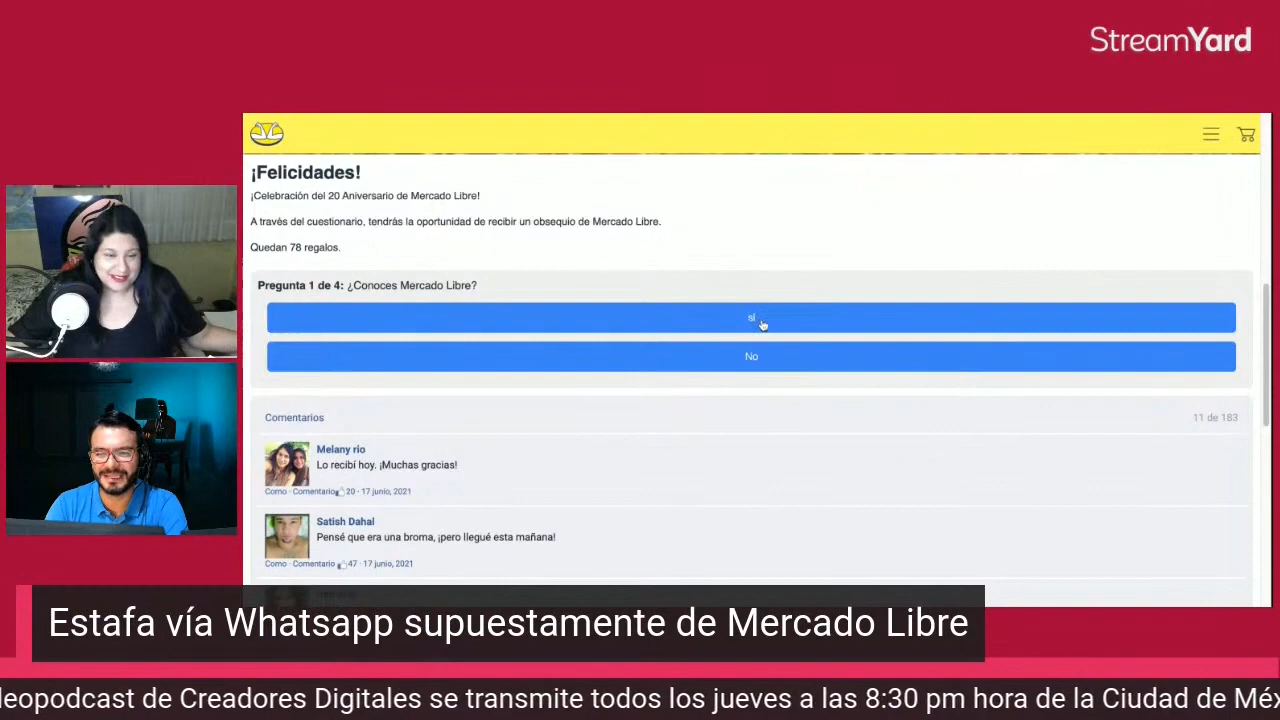 StreamYard
¡Felicidades!
¡Celebración del 20 Aniversario de Mercado Libre!
A través del cuestionario, tendrás la oportunidad de recibir un obsequio de Mercado Libre.
Quedan 78 regalos.
Pregunta 1 de 4: ¿Conoces Mercado Libre?
sí
No
Comentarios 11 de 183
Melany rio
Lo recibí hoy. ¡Muchas gracias!
Como · Comentario 20 · 17 junio, 2021
Satish Dahal
Pensé que era una broma, ¡pero llegué esta mañana!
Como · Comentario 47 · 17 junio, 2021
Estafa vía Whatsapp supuestamente de Mercado Libre
deopodcast de Creadores Digitales se transmite todos los jueves a las 8:30 pm hora de la Ciudad de Méx